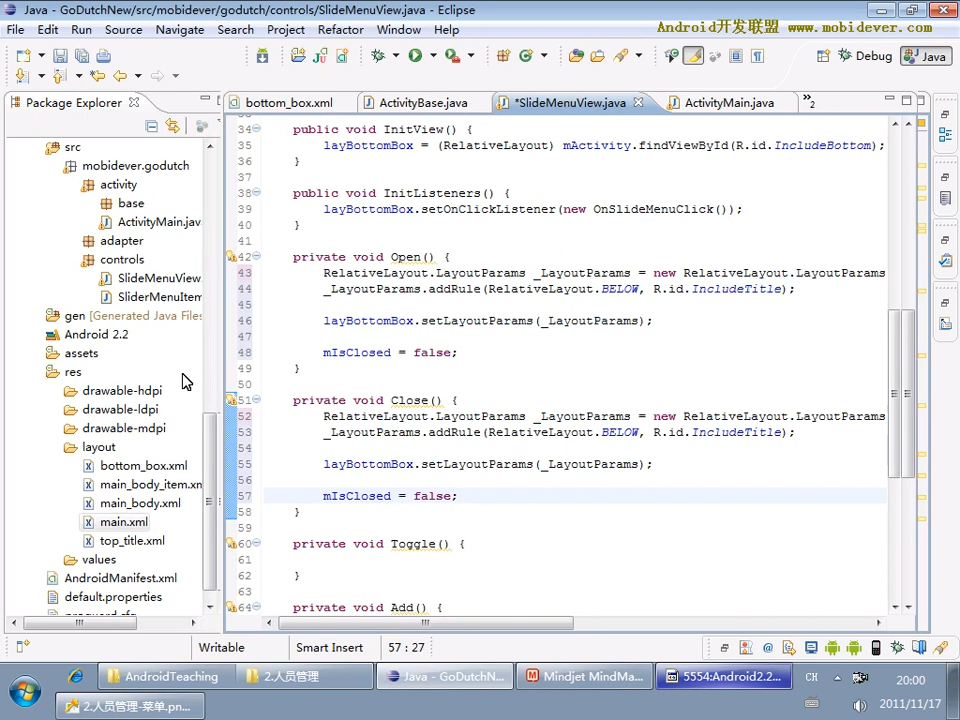 Java - GoDutchNew/src/mobidever/godutch/controls/SlideMenuView.java - Eclipse
File Edit Run Source Navigate Search Project Refactor Window Help
Android开发联盟 www.mobidever.com
Debug Java
Package Explorer
bottom_box.xml ActivityBase.java *SlideMenuView.java ActivityMain.java »2
src
mobidever.godutch
activity
base
ActivityMain.jav
adapter
controls
SlideMenuView
SliderMenuItem
gen [Generated Java Files
Android 2.2
assets
res
drawable-hdpi
drawable-ldpi
drawable-mdpi
layout
bottom_box.xml
main_body_item.xn
main_body.xml
main.xml
top_title.xml
values
AndroidManifest.xml
default.properties
34 public void InitView() {
35 layBottomBox = (RelativeLayout) mActivity.findViewById(R.id.IncludeBottom);
36 }
37
38 public void InitListeners() {
39 layBottomBox.setOnClickListener(new OnSlideMenuClick());
40 }
41
42 private void Open() {
43 RelativeLayout.LayoutParams _LayoutParams = new RelativeLayout.LayoutParams
44 _LayoutParams.addRule(RelativeLayout.BELOW, R.id.IncludeTitle);
45
46 layBottomBox.setLayoutParams(_LayoutParams);
47
48 mIsClosed = false;
49 }
50
51 private void Close() {
52 RelativeLayout.LayoutParams _LayoutParams = new RelativeLayout.LayoutParams
53 _LayoutParams.addRule(RelativeLayout.BELOW, R.id.IncludeTitle);
54
55 layBottomBox.setLayoutParams(_LayoutParams);
56
57 mIsClosed = false;
58 }
59
60 private void Toggle() {
61
62 }
63
64 private void Add() {
Writable Smart Insert 57 : 27
AndroidTeaching 2.人员管理 Java - GoDutchN... Mindjet MindMa... 5554:Android2.2... CH 20:00
2.人员管理-菜单.pn... 2011/11/17